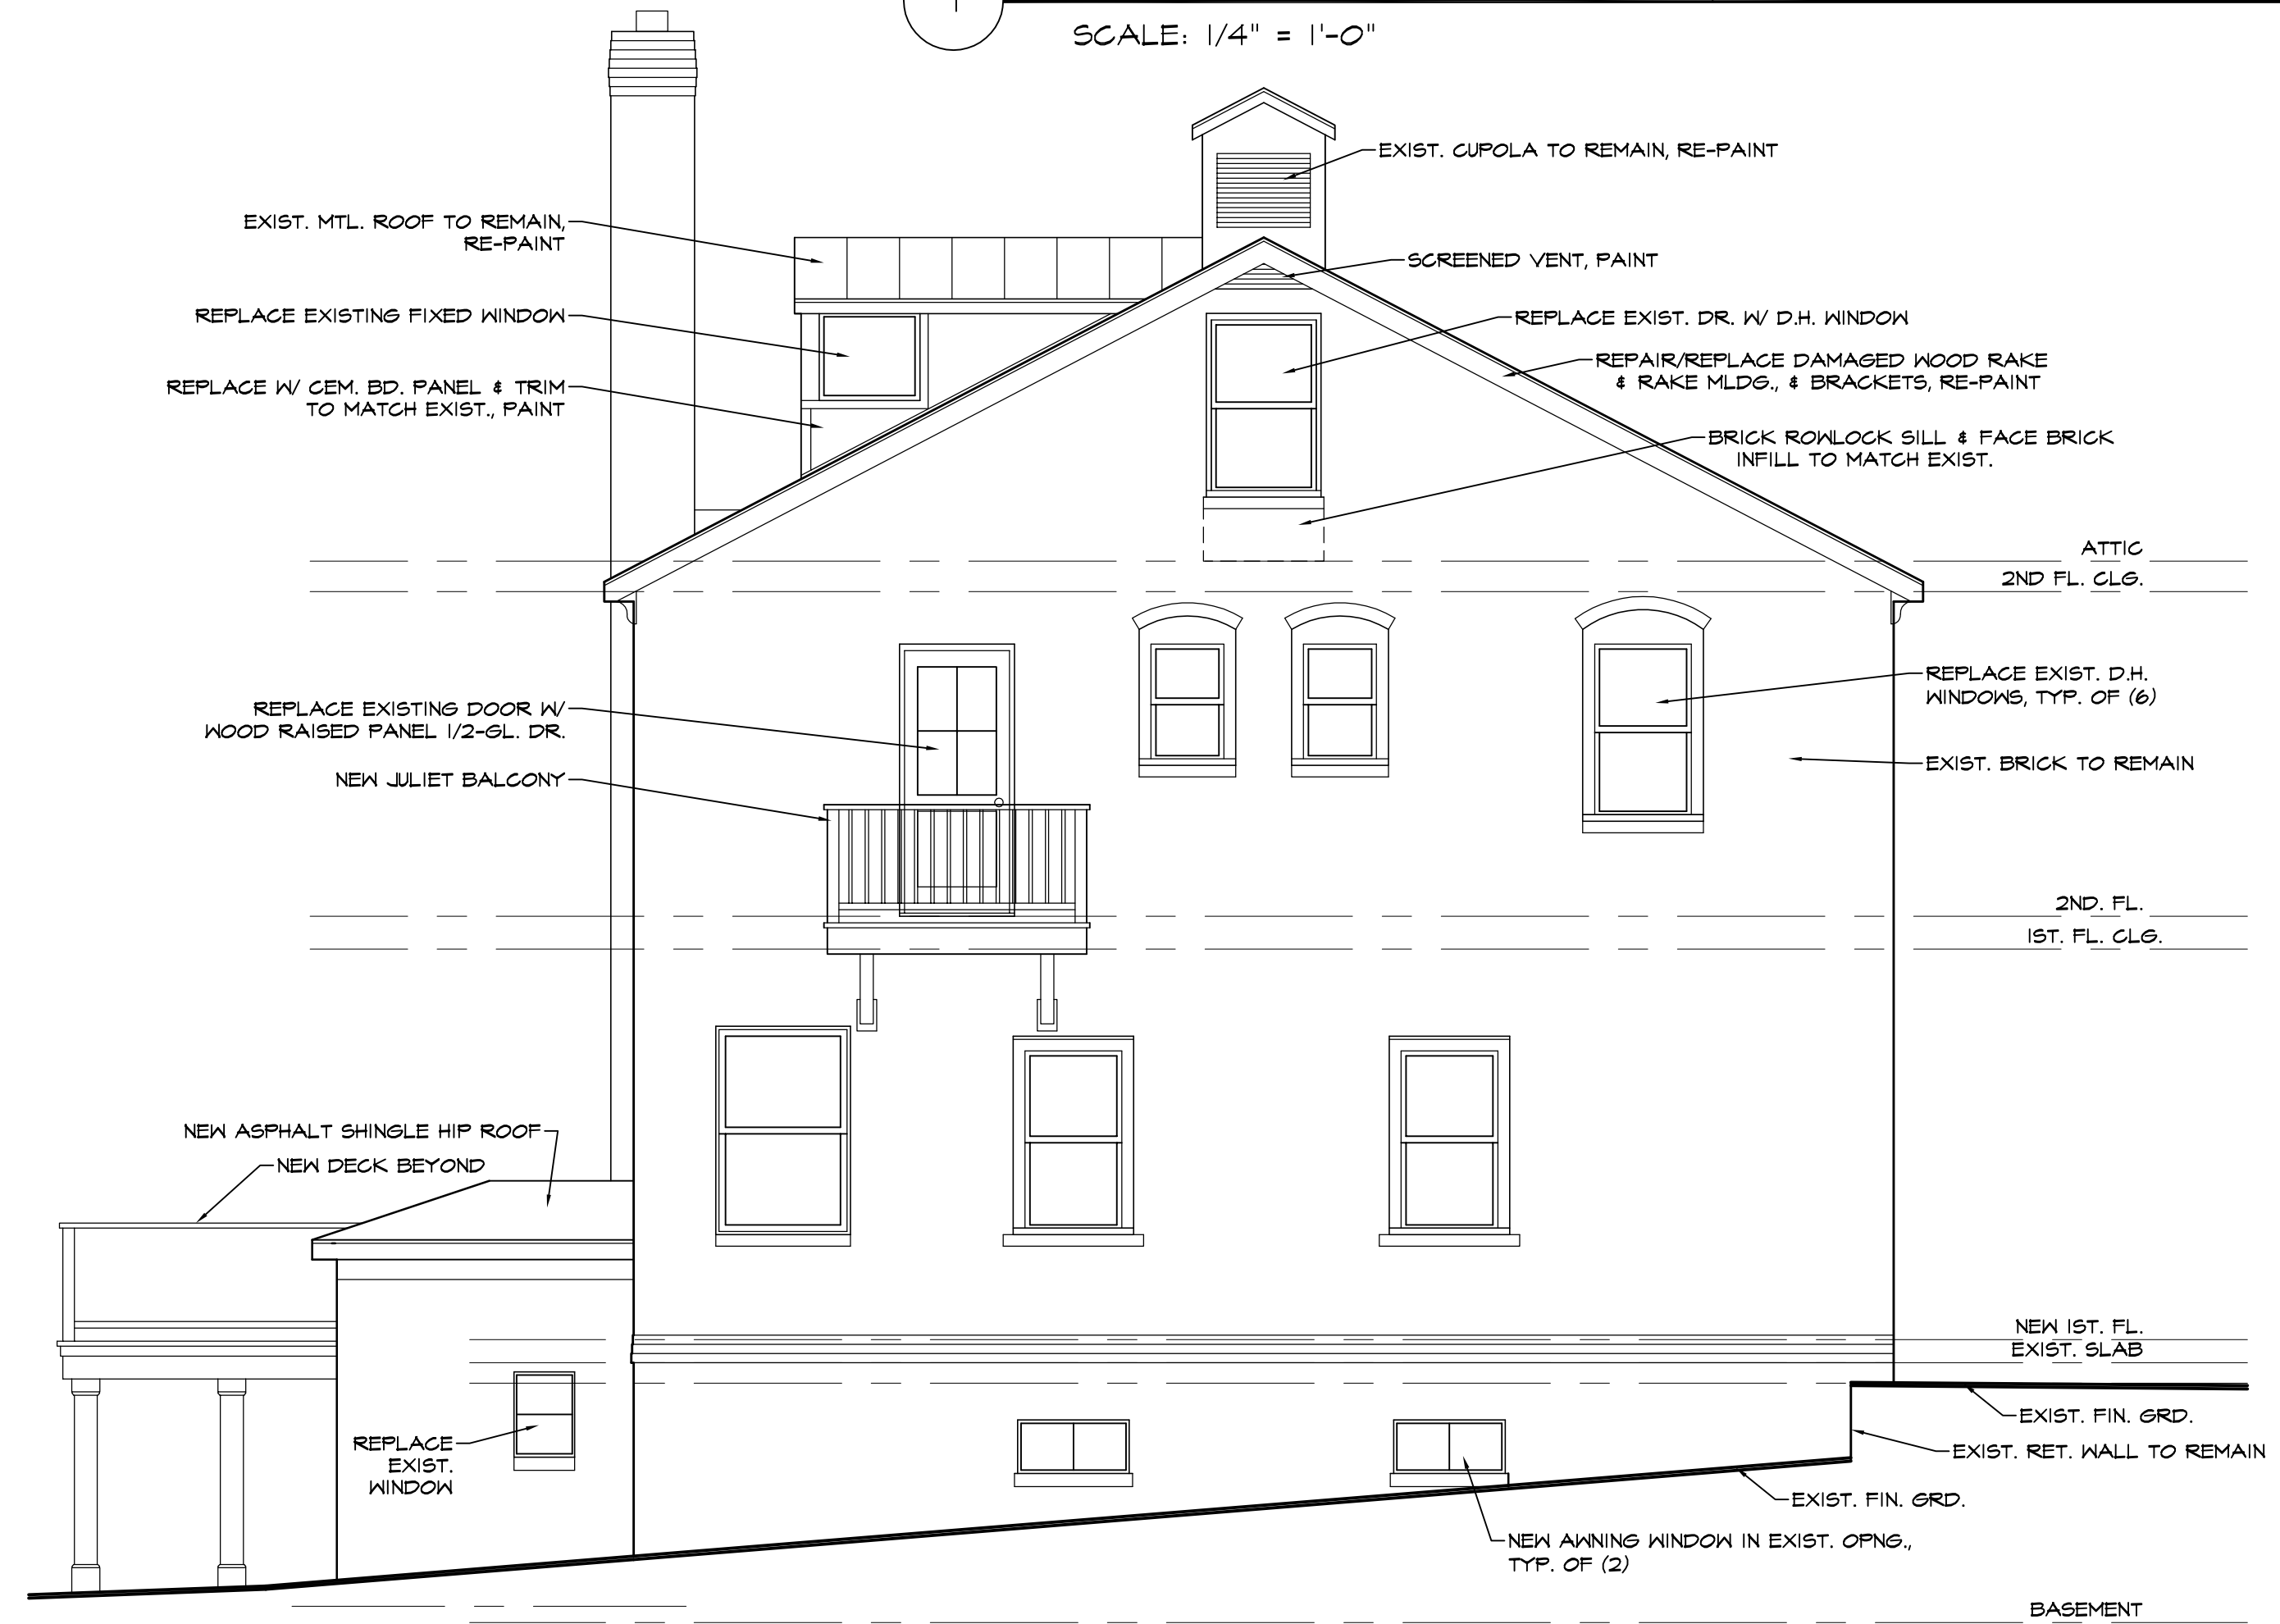 SCALE: 1/4" = 1'-0"
EXIST. CUPOLA TO REMAIN, RE-PAINT
EXIST. MTL. ROOF TO REMAIN,
RE-PAINT
SCREENED VENT, PAINT
REPLACE EXISTING FIXED WINDOW
REPLACE EXIST. DR. W/ D.H. WINDOW
REPAIR/REPLACE DAMAGED WOOD RAKE
& RAKE MLDG., & BRACKETS, RE-PAINT
REPLACE W/ CEM. BD. PANEL & TRIM
TO MATCH EXIST., PAINT
BRICK ROWLOCK SILL & FACE BRICK
INFILL TO MATCH EXIST.
ATTIC
2ND FL. CLG.
REPLACE EXIST. D.H.
WINDOWS, TYP. OF (6)
REPLACE EXISTING DOOR W/
WOOD RAISED PANEL 1/2-GL. DR.
EXIST. BRICK TO REMAIN
NEW JULIET BALCONY
2ND. FL.
1ST. FL. CLG.
NEW ASPHALT SHINGLE HIP ROOF
NEW DECK BEYOND
NEW 1ST. FL.
EXIST. SLAB
EXIST. FIN. GRD.
REPLACE
EXIST.
WINDOW
EXIST. RET. WALL TO REMAIN
EXIST. FIN. GRD.
NEW AWNING WINDOW IN EXIST. OPNG.,
TYP. OF (2)
BASEMENT